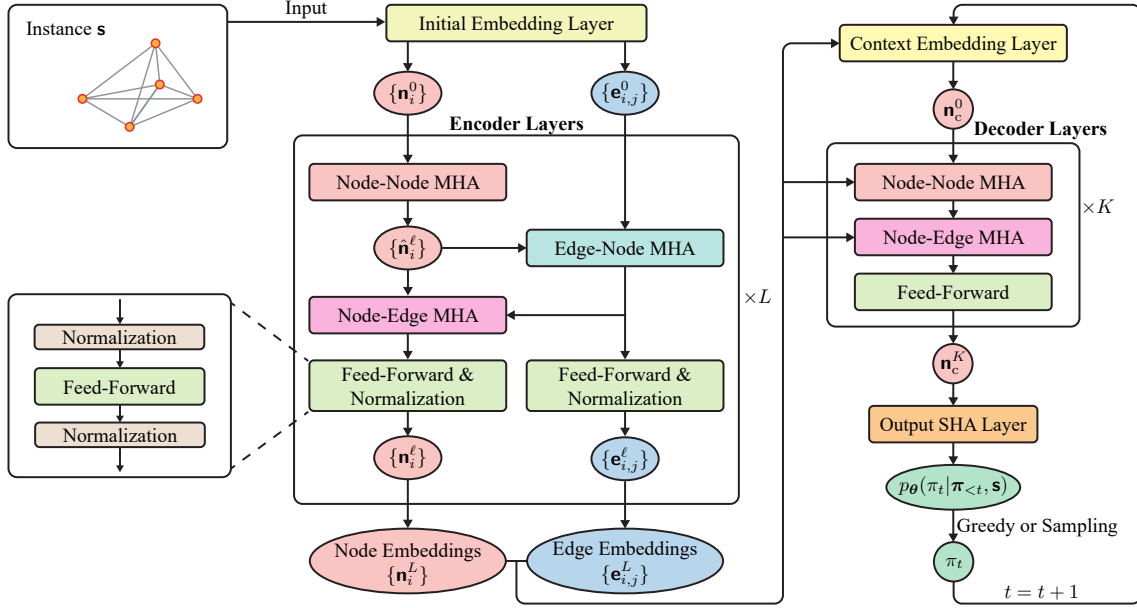 Instance s
Input
Initial Embedding Layer
{n_i^0}
{e_{i,j}^0}
Encoder Layers
Node-Node MHA
{n̂_i^ℓ}
Edge-Node MHA
Node-Edge MHA
×L
Feed-Forward &
Normalization
Feed-Forward &
Normalization
{n_i^ℓ}
{e_{i,j}^ℓ}
Node Embeddings
{n_i^L}
Edge Embeddings
{e_{i,j}^L}
Normalization
Feed-Forward
Normalization
Context Embedding Layer
n_c^0
Decoder Layers
Node-Node MHA
×K
Node-Edge MHA
Feed-Forward
n_c^K
Output SHA Layer
p_θ(π_t|π_{<t}, s)
Greedy or Sampling
π_t
t = t + 1